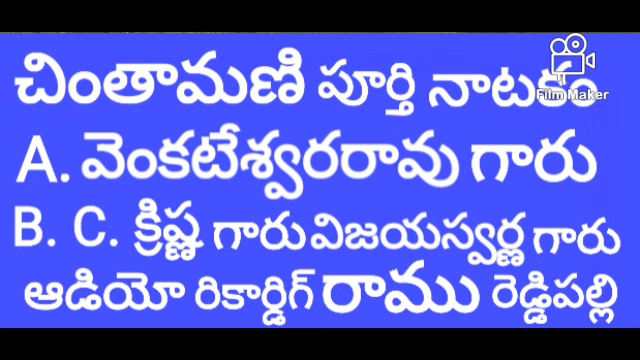 చింతామణి పూర్తి నాటకం
Film Maker
A. వెంకటేశ్వరరావు గారు
B. C. క్రిష్ణ గారు విజయస్వర్ణ గారు
ఆడియో రికార్డిగ్ రాము రెడ్డిపల్లి